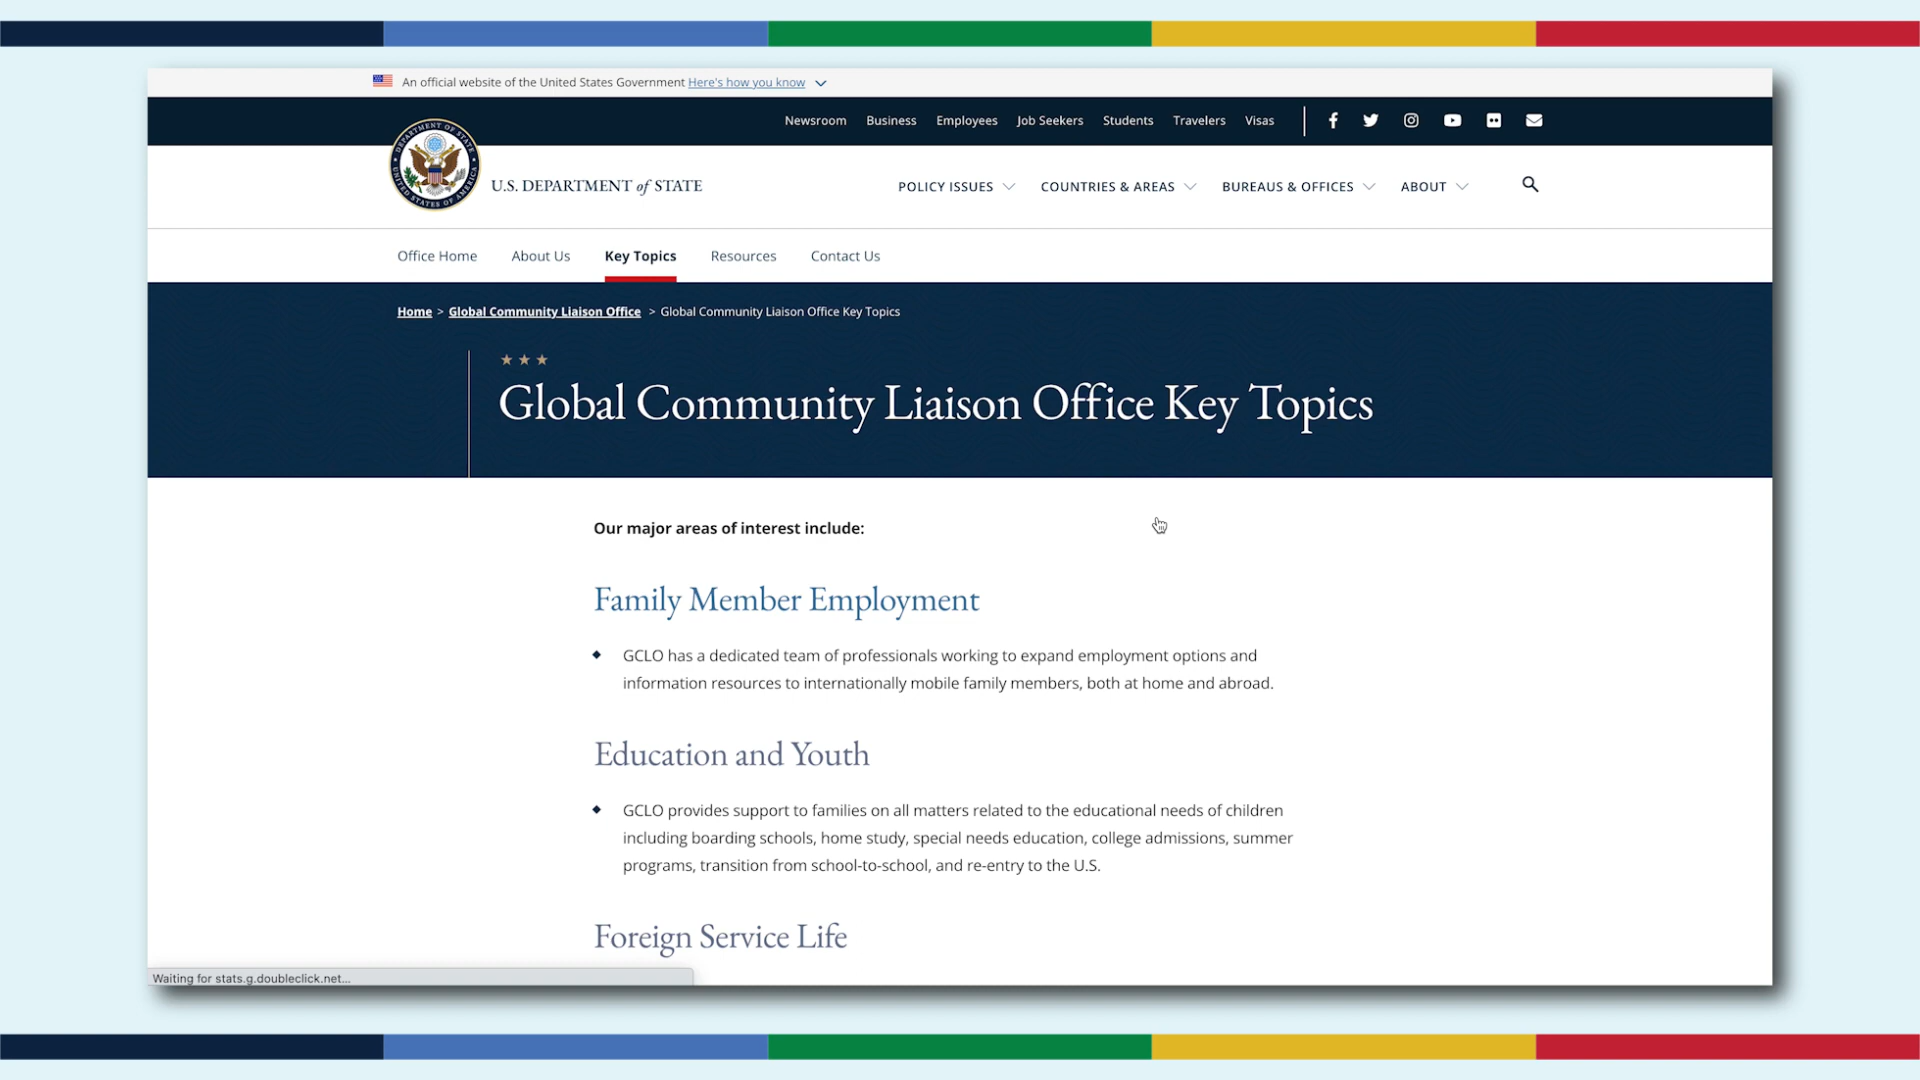 An official website of the United States Government Here's how you know
Newsroom Business Employees Job Seekers Students Travelers Visas
DEPARTMENT OF STATE
UNITED STATES OF AMERICA
U.S. DEPARTMENT of STATE
POLICY ISSUES COUNTRIES & AREAS BUREAUS & OFFICES ABOUT
Office Home About Us Key Topics Resources Contact Us
Home > Global Community Liaison Office > Global Community Liaison Office Key Topics
Global Community Liaison Office Key Topics
Our major areas of interest include:
Family Member Employment
GCLO has a dedicated team of professionals working to expand employment options and
information resources to internationally mobile family members, both at home and abroad.
Education and Youth
GCLO provides support to families on all matters related to the educational needs of children
including boarding schools, home study, special needs education, college admissions, summer
programs, transition from school-to-school, and re-entry to the U.S.
Foreign Service Life
Waiting for stats.g.doubleclick.net...